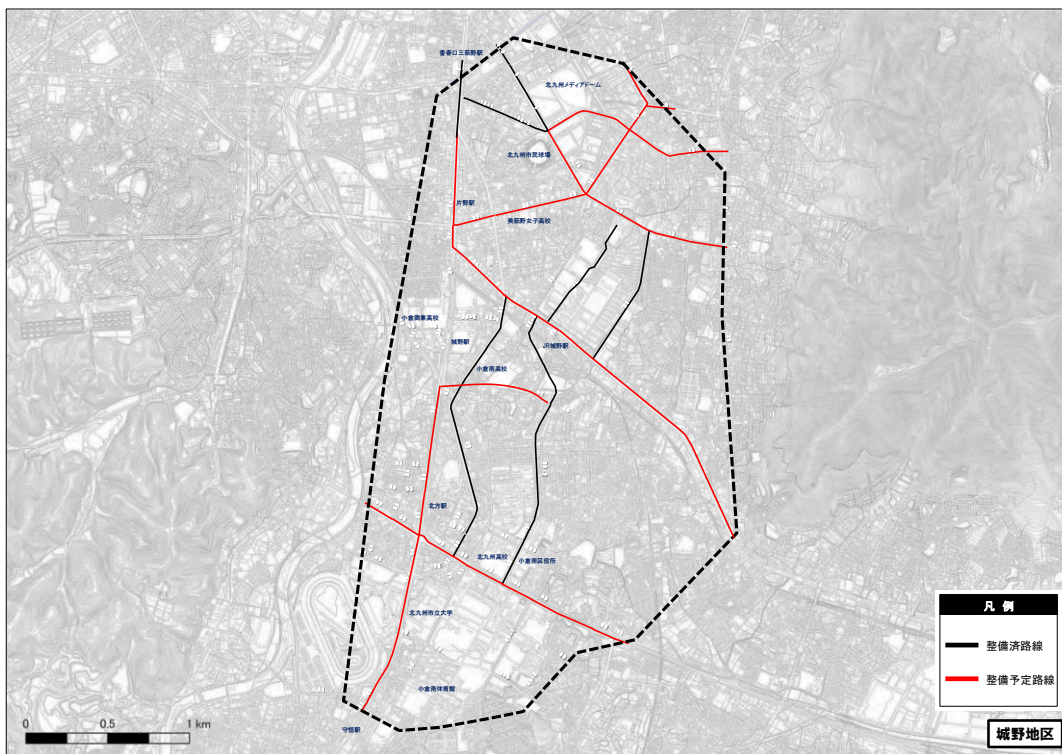 香春口三萩野駅
北九州メディアドーム
北九州市民球場
片野駅
美萩野女子高校
小倉商業高校
城野駅
JR城野駅
小倉南高校
北方駅
北九州高校
小倉南区役所
北九州市立大学
小倉南体育館
守恒駅
0 0.5 1 km
凡 例
整備済路線
整備予定路線
城野地区